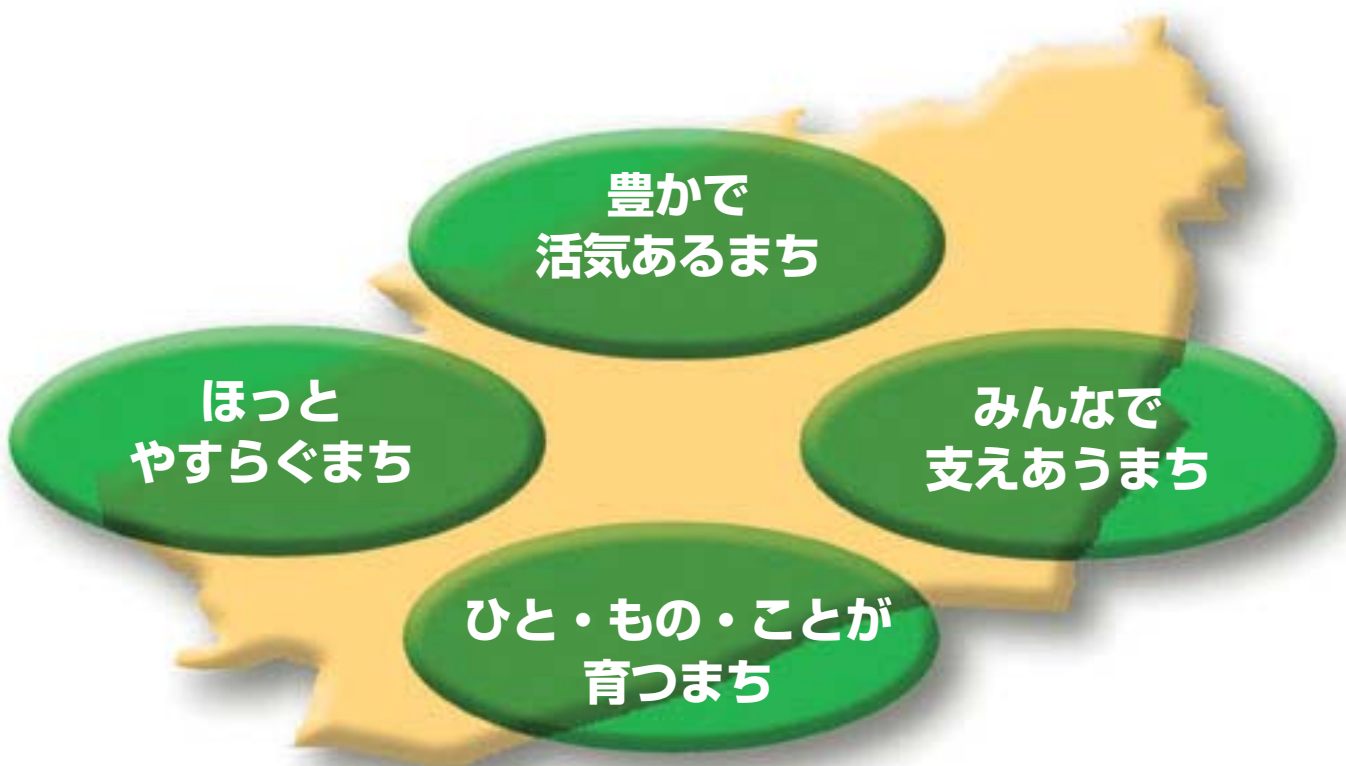 豊かで
活気あるまち
ほっと
やすらぐまち
みんなで
支えあうまち
ひと・もの・ことが
育つまち